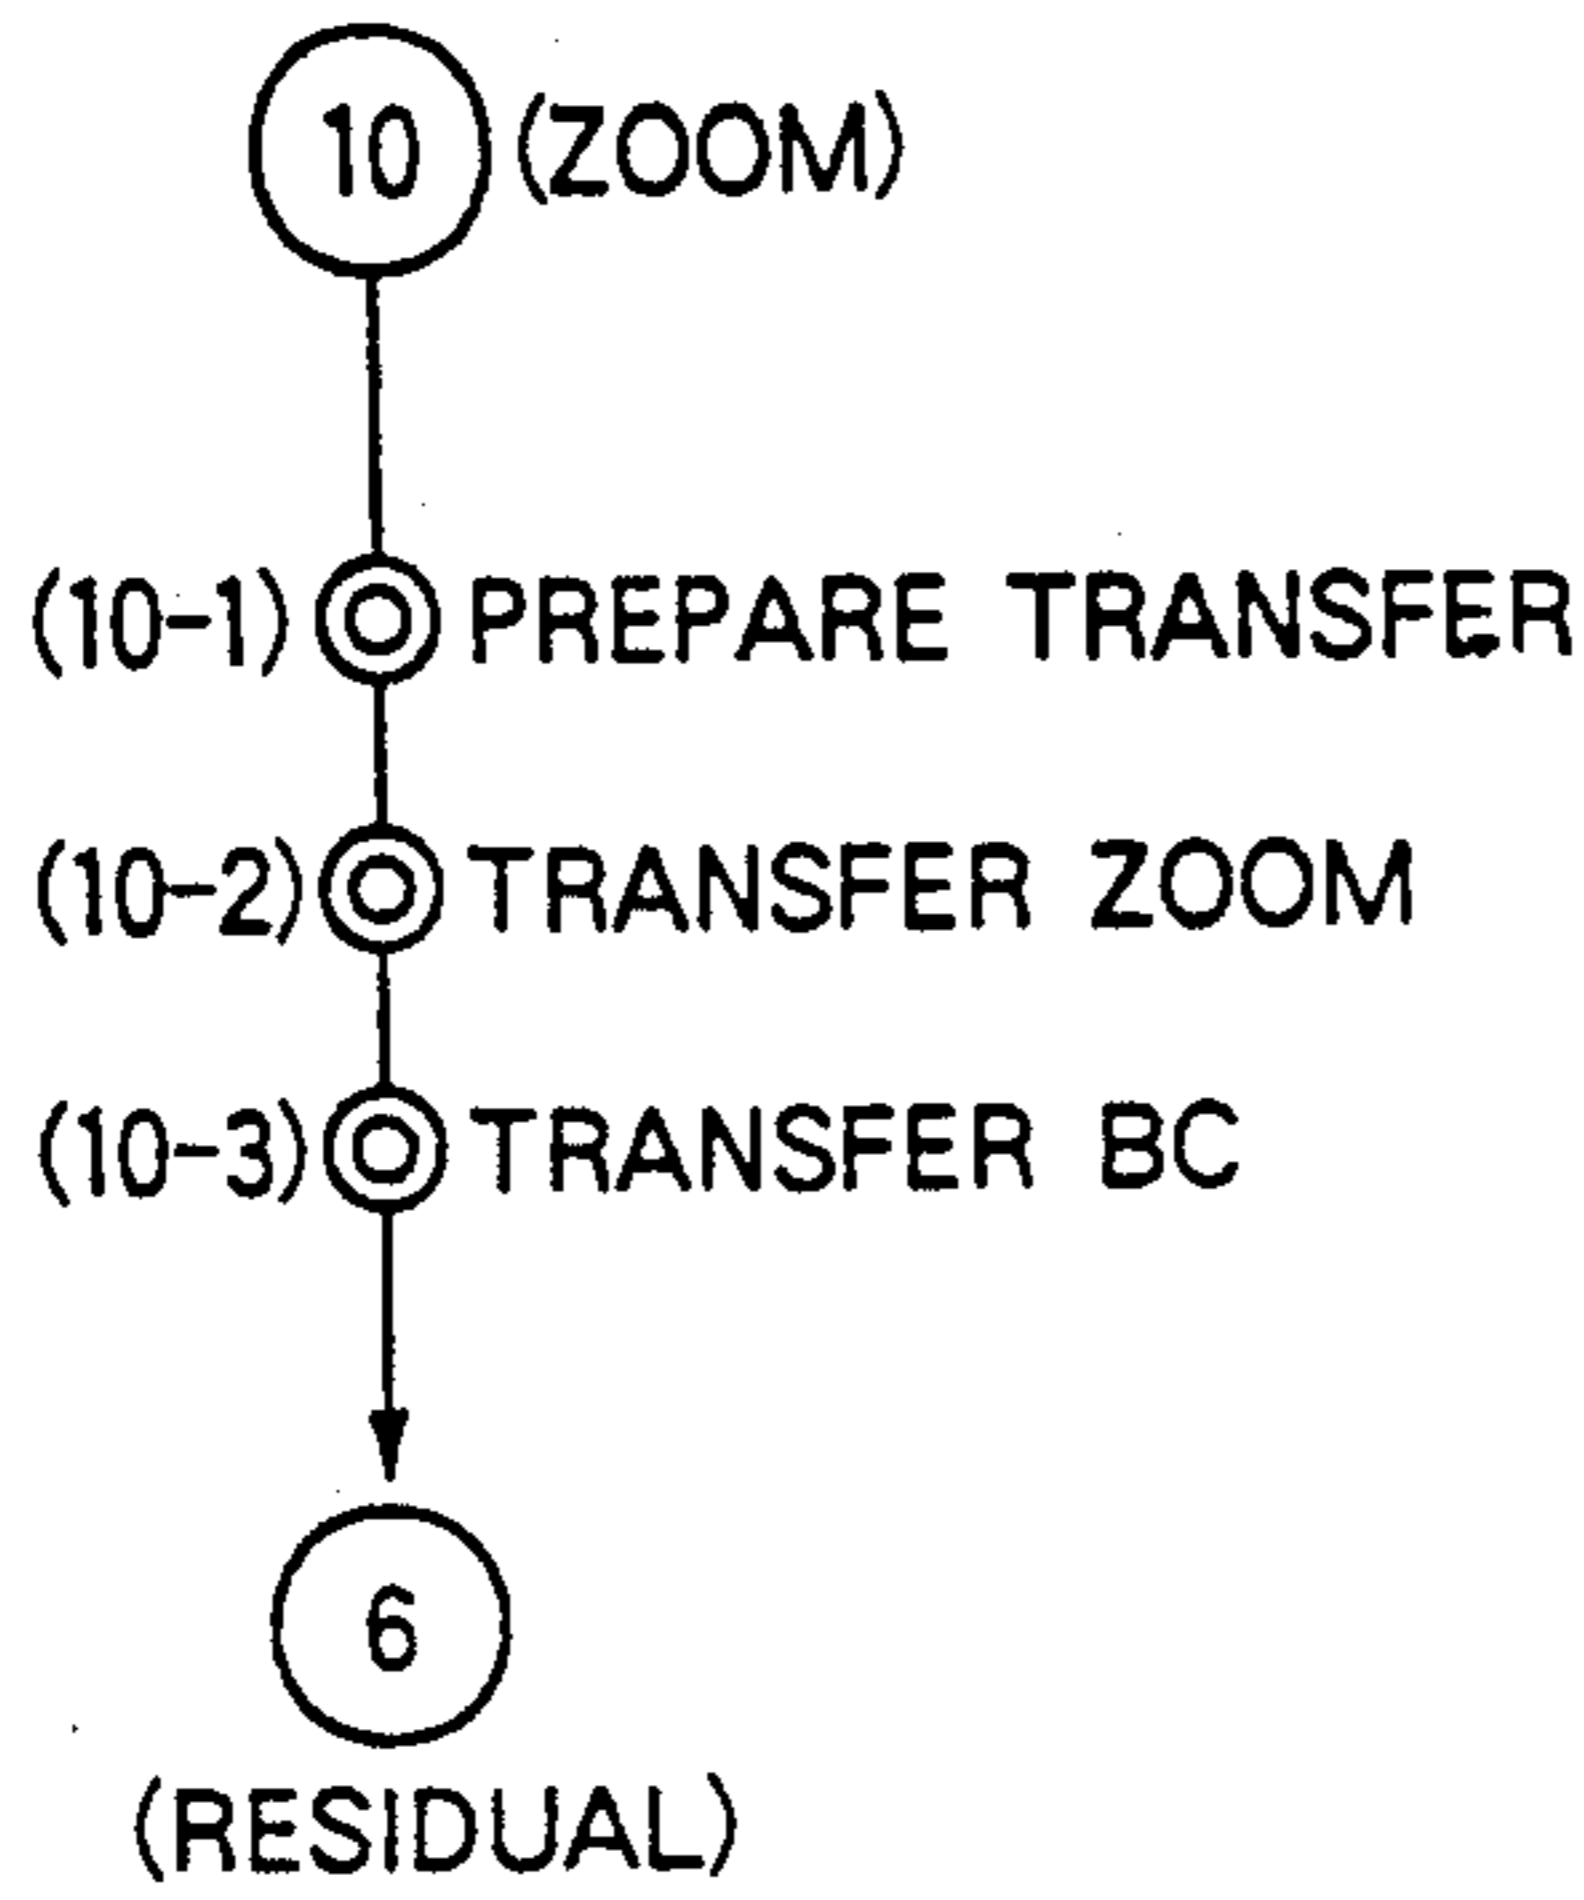 10 (ZOOM)
(10-1) PREPARE TRANSFER
(10-2) TRANSFER ZOOM
(10-3) TRANSFER BC
6
(RESIDUAL)